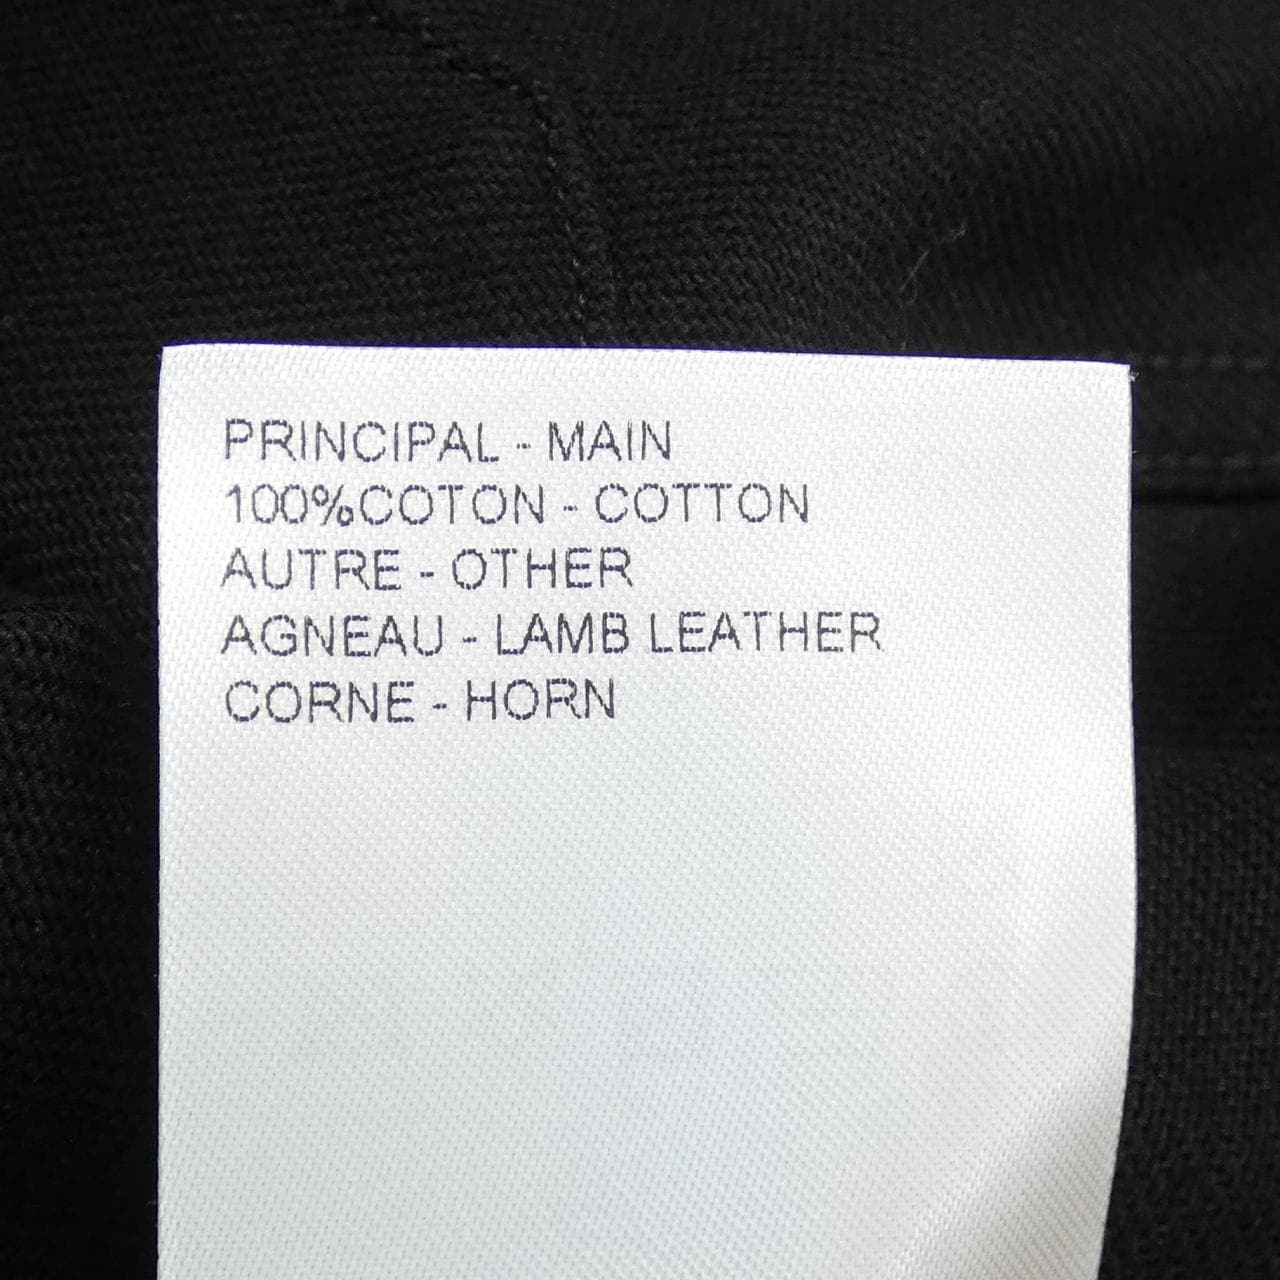 PRINCIPAL - MAIN
100%COTON - COTTON
AUTRE - OTHER
AGNEAU - LAMB LEATHER
CORNE - HORN